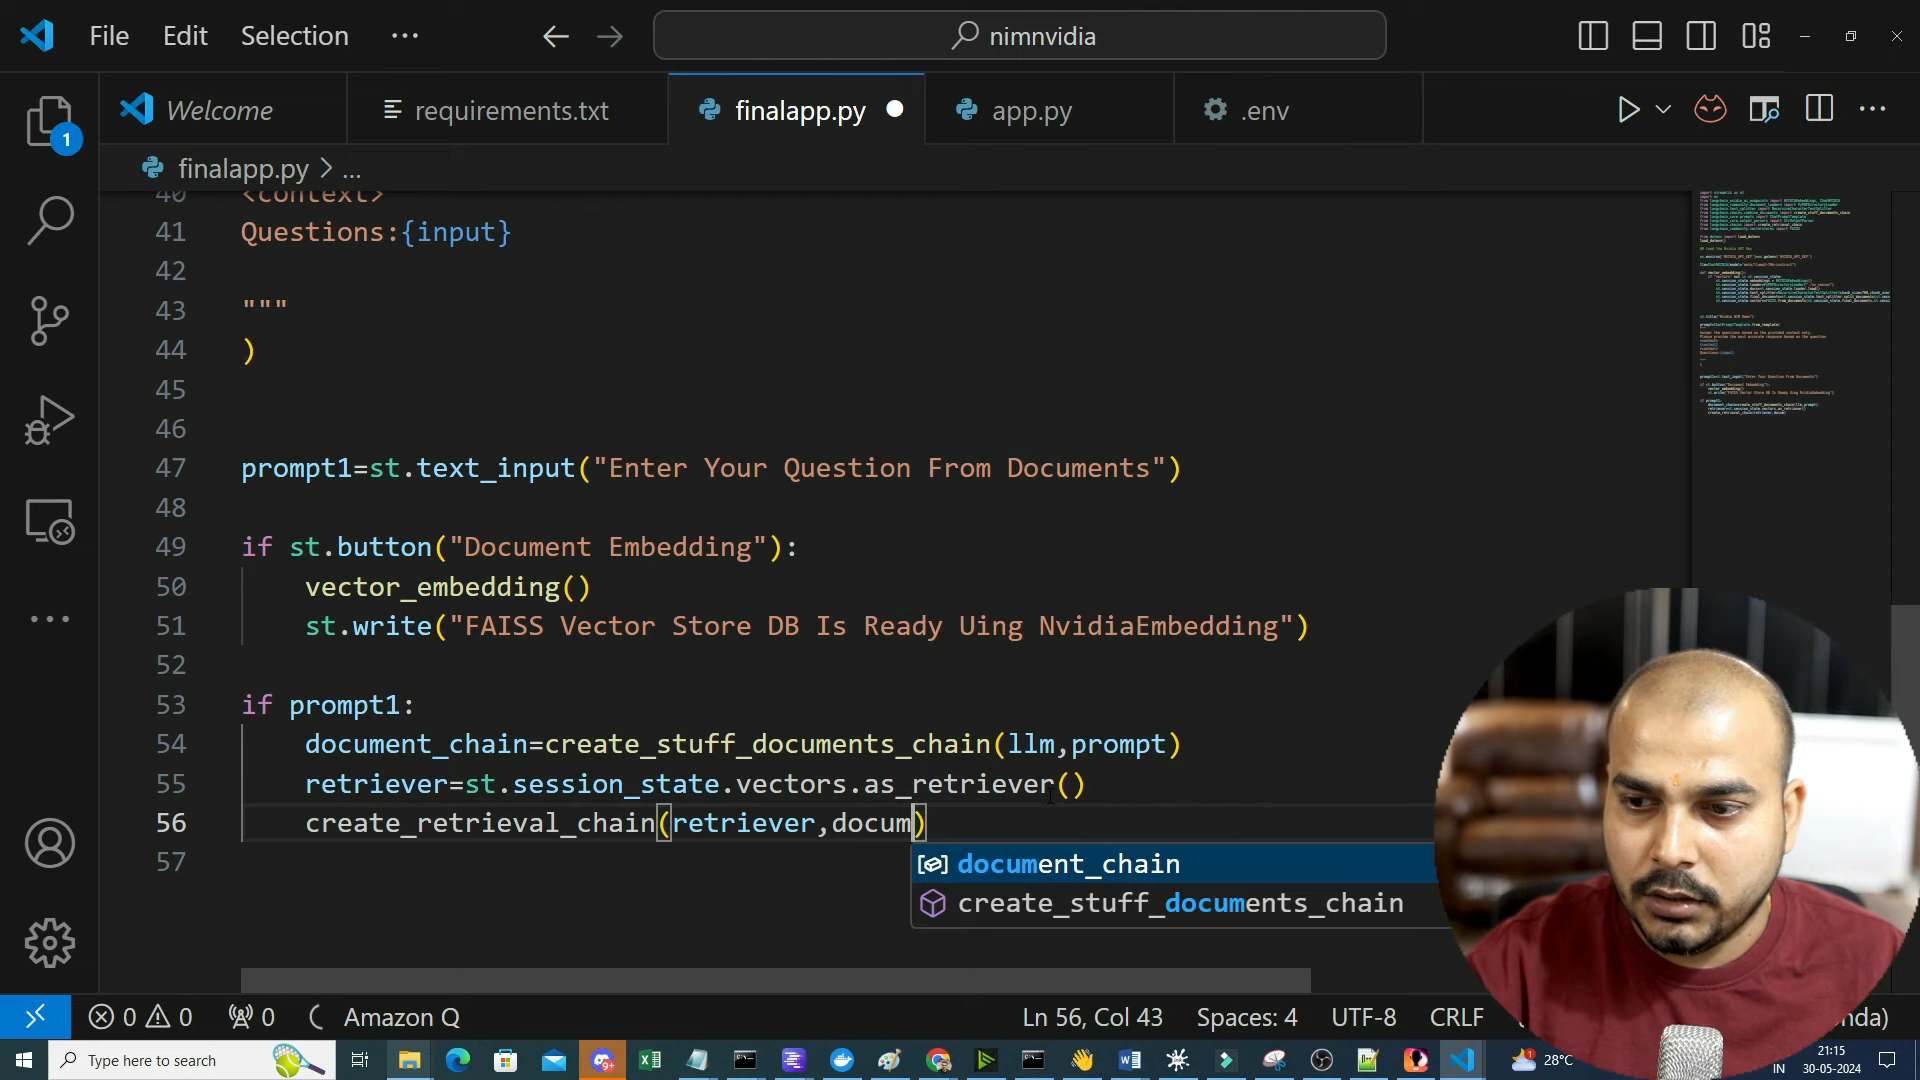 File Edit Selection ··· nimnvidia
Welcome requirements.txt finalapp.py app.py .env
finalapp.py > ...
40 <context>
41 Questions:{input}
42
43 """
44 )
45
46
47 prompt1=st.text_input("Enter Your Question From Documents")
48
49 if st.button("Document Embedding"):
50 vector_embedding()
51 st.write("FAISS Vector Store DB Is Ready Uing NvidiaEmbedding")
52
53 if prompt1:
54 document_chain=create_stuff_documents_chain(llm,prompt)
55 retriever=st.session_state.vectors.as_retriever()
56 create_retrieval_chain(retriever,docum)
57
document_chain
create_stuff_documents_chain
1
0 0 0 Amazon Q Ln 56, Col 43 Spaces: 4 UTF-8 CRLF nda)
Type here to search 9+ 1 28°C IN 21:15
30-05-2024